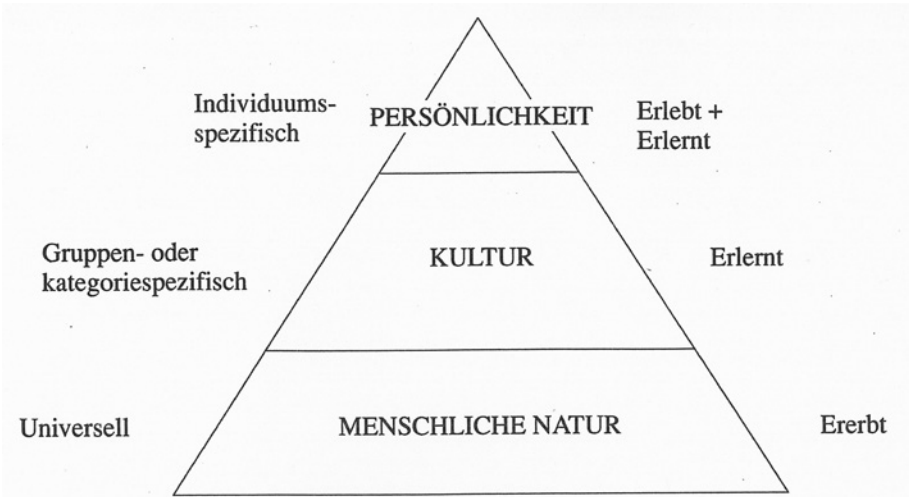 Individuums-
spezifisch
PERSÖNLICHKEIT
Erlebt +
Erlernt
Gruppen- oder
kategoriespezifisch
KULTUR
Erlernt
Universell
MENSCHLICHE NATUR
Ererbt